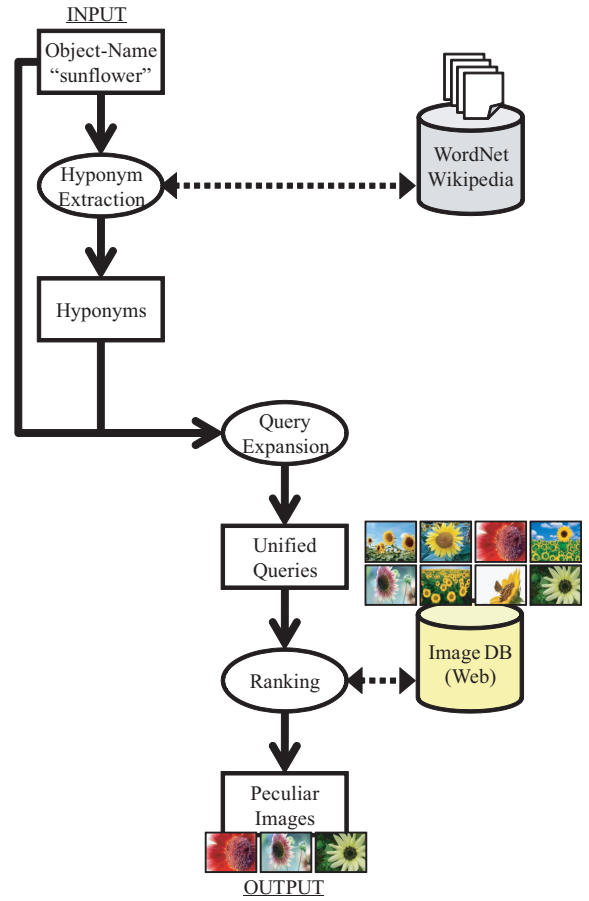 INPUT
Object-Name
“sunflower”
WordNet
Wikipedia
Hyponym
Extraction
Hyponyms
Query
Expansion
Unified
Queries
Image DB
(Web)
Ranking
Peculiar
Images
OUTPUT